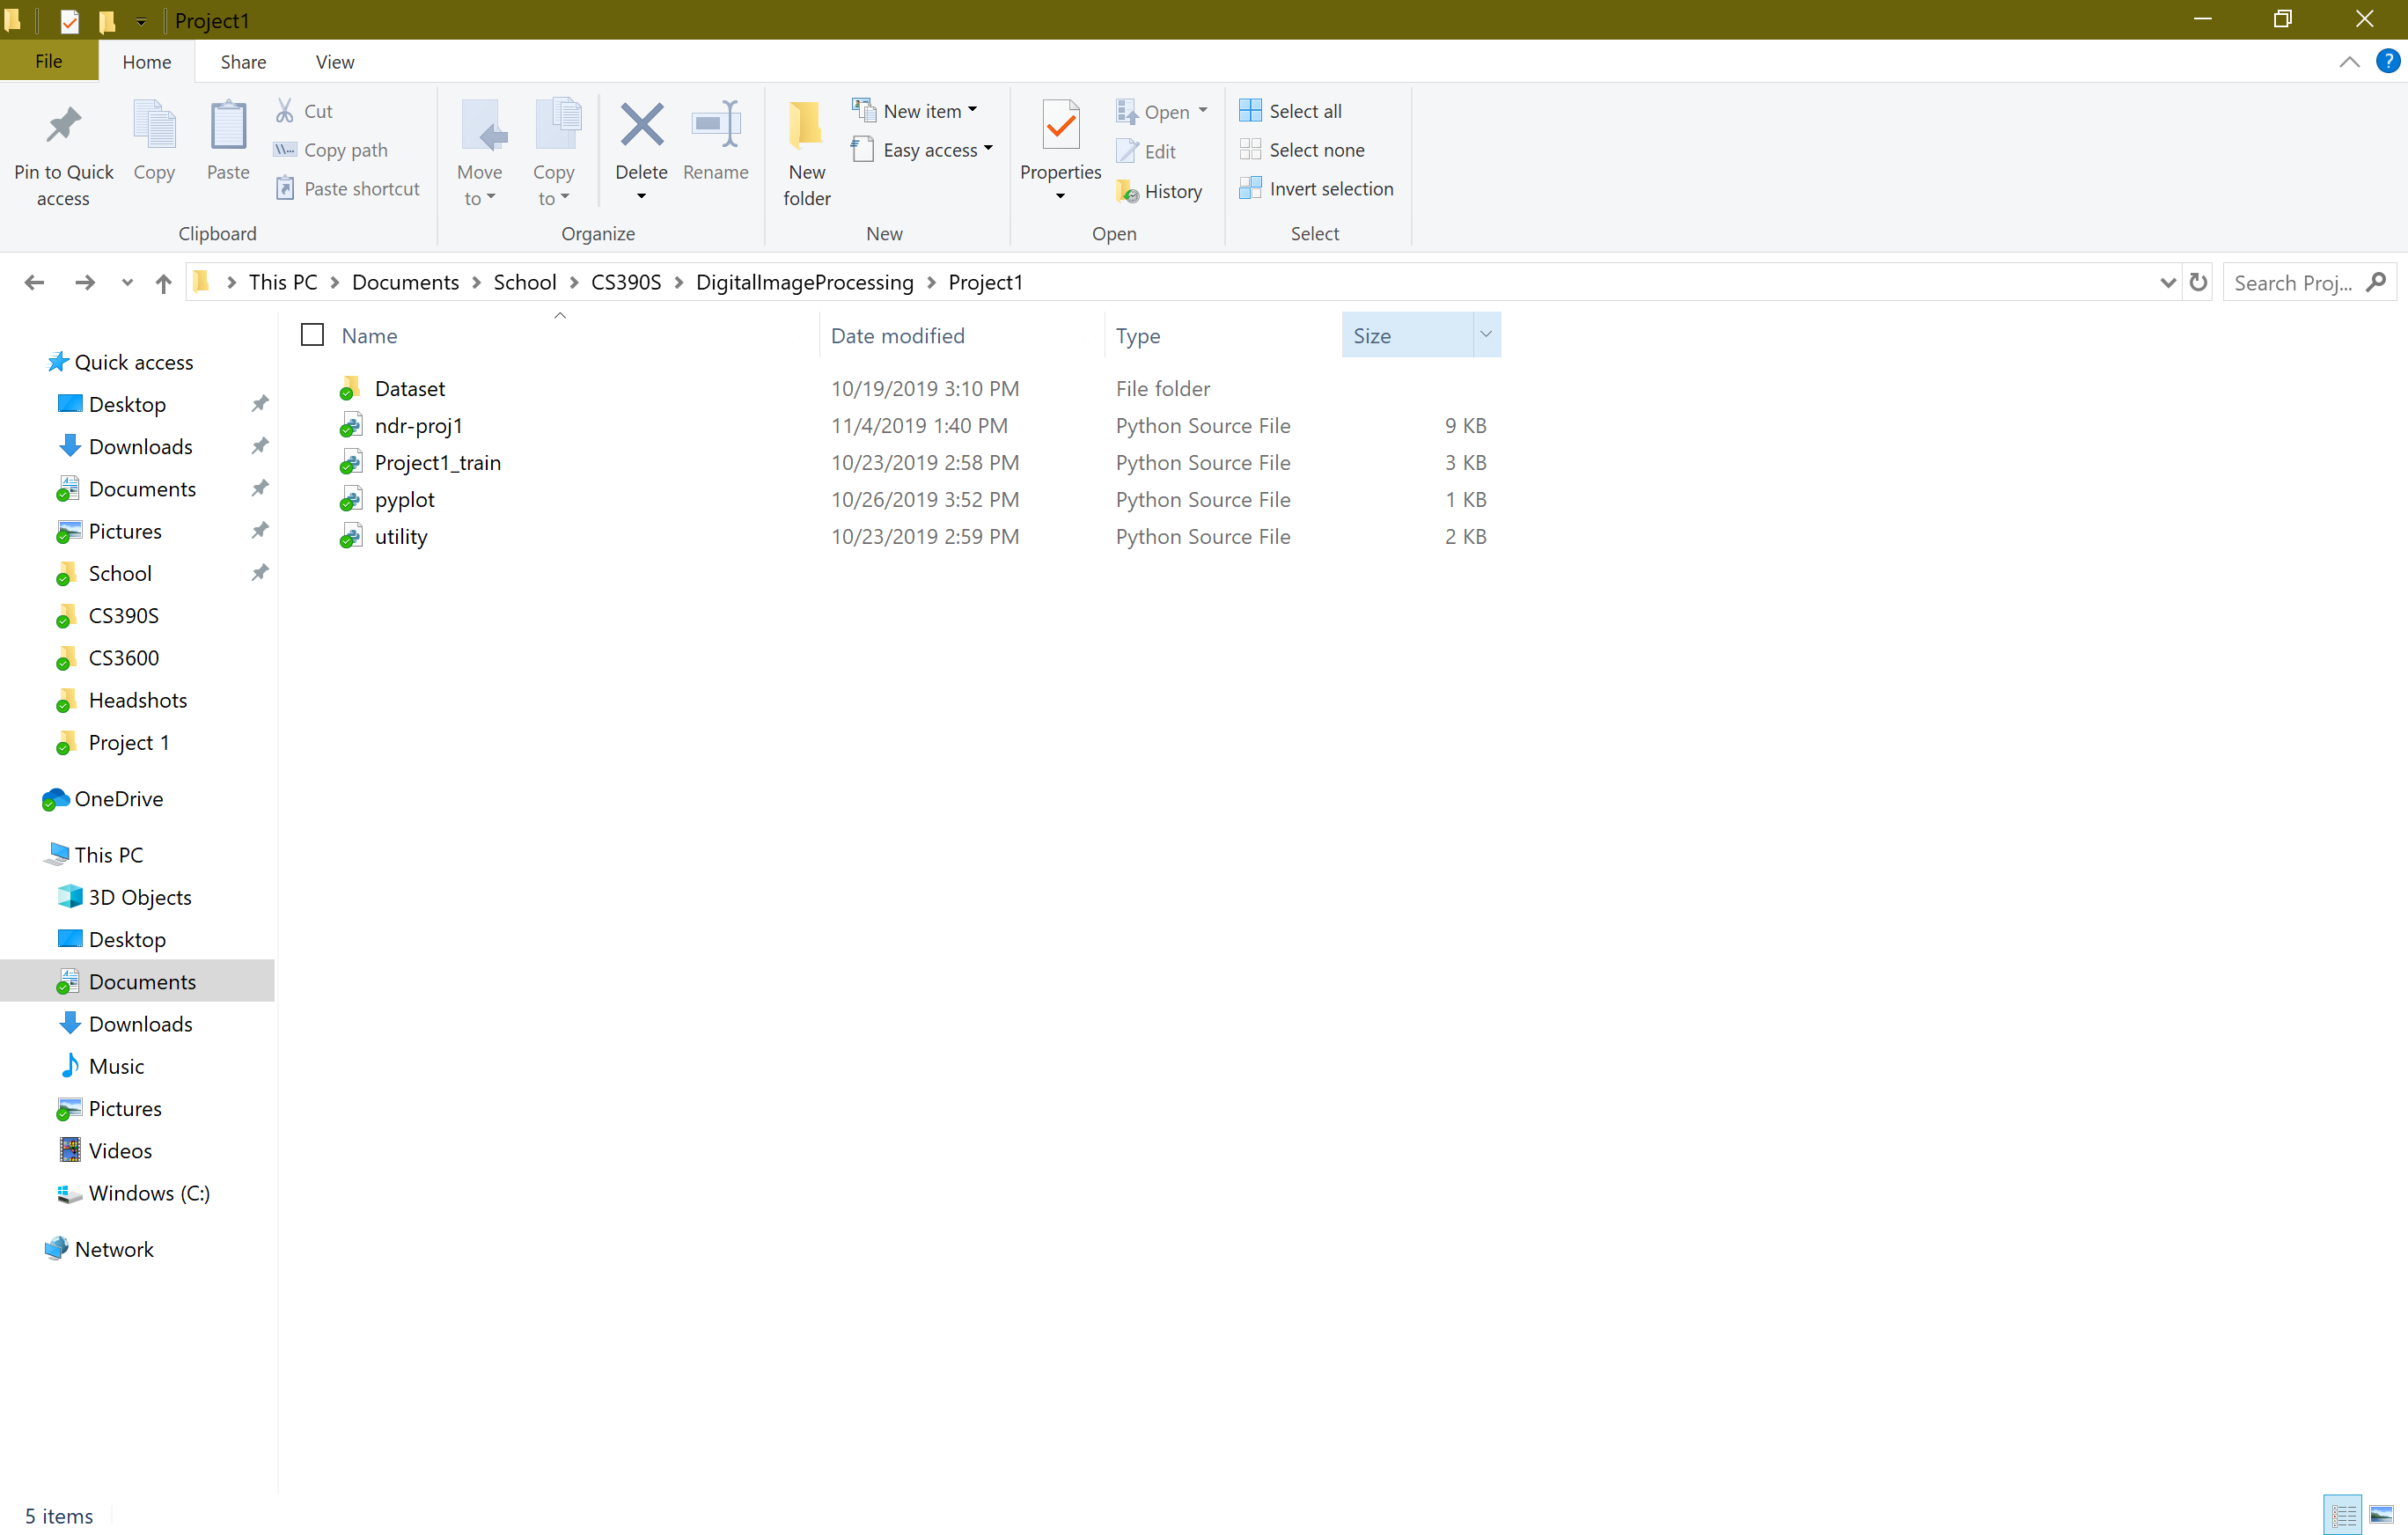 Project1
File Home Share View
Pin to Quick access
Copy
Paste
Cut
Copy path
Paste shortcut
Clipboard
Move to
Copy to
Delete
Rename
Organize
New folder
New item
Easy access
New
Properties
Open
Edit
History
Open
Select all
Select none
Invert selection
Select
This PC > Documents > School > CS390S > DigitalImageProcessing > Project1
Search Proj...
Name Date modified Type Size
Dataset 10/19/2019 3:10 PM File folder
ndr-proj1 11/4/2019 1:40 PM Python Source File 9 KB
Project1_train 10/23/2019 2:58 PM Python Source File 3 KB
pyplot 10/26/2019 3:52 PM Python Source File 1 KB
utility 10/23/2019 2:59 PM Python Source File 2 KB
Quick access
Desktop
Downloads
Documents
Pictures
School
CS390S
CS3600
Headshots
Project 1
OneDrive
This PC
3D Objects
Desktop
Documents
Downloads
Music
Pictures
Videos
Windows (C:)
Network
5 items